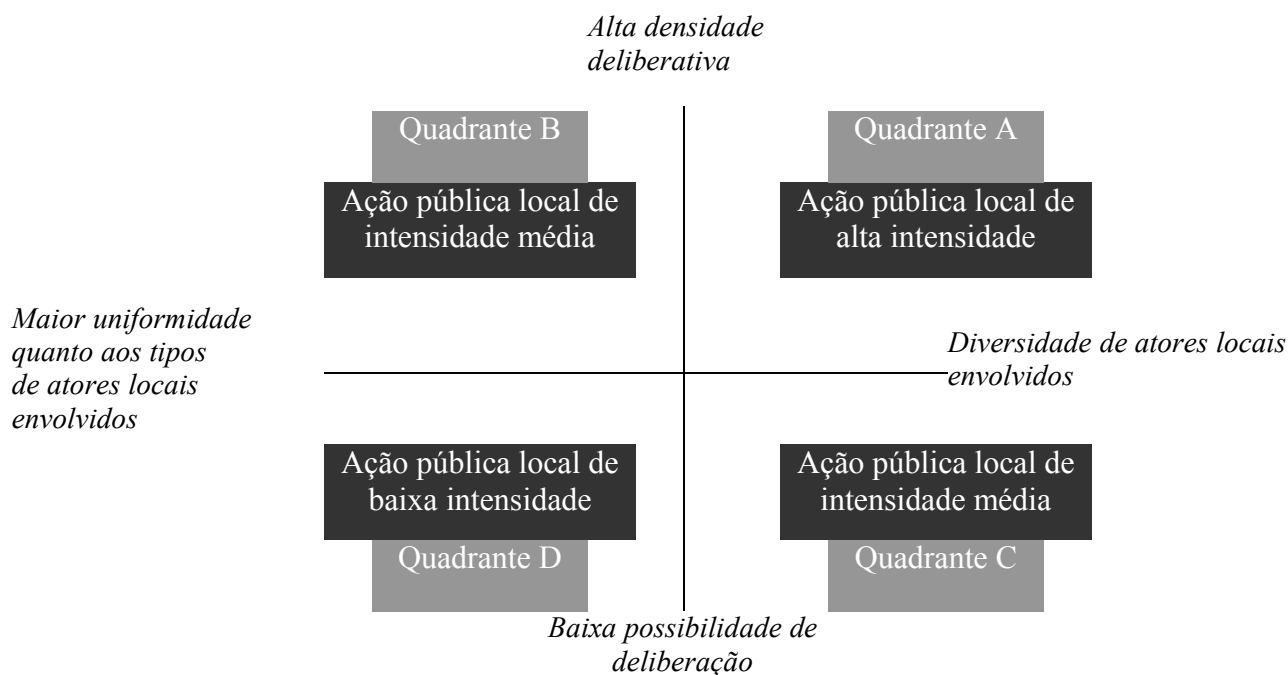 Alta densidade
deliberativa
Quadrante B
Ação pública local de
intensidade média
Quadrante A
Ação pública local de
alta intensidade
Maior uniformidade
quanto aos tipos
de atores locais
envolvidos
Diversidade de atores locais
envolvidos
Ação pública local de
baixa intensidade
Quadrante D
Ação pública local de
intensidade média
Quadrante C
Baixa possibilidade de
deliberação